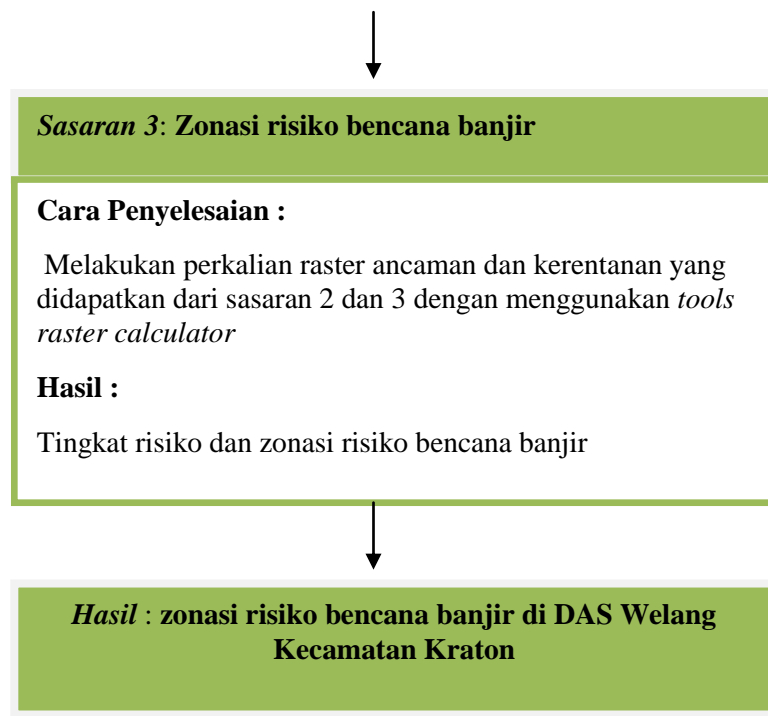 Sasaran 3: Zonasi risiko bencana banjir
Cara Penyelesaian :
Melakukan perkalian raster ancaman dan kerentanan yang
didapatkan dari sasaran 2 dan 3 dengan menggunakan tools
raster calculator
Hasil :
Tingkat risiko dan zonasi risiko bencana banjir
Hasil : zonasi risiko bencana banjir di DAS Welang
Kecamatan Kraton